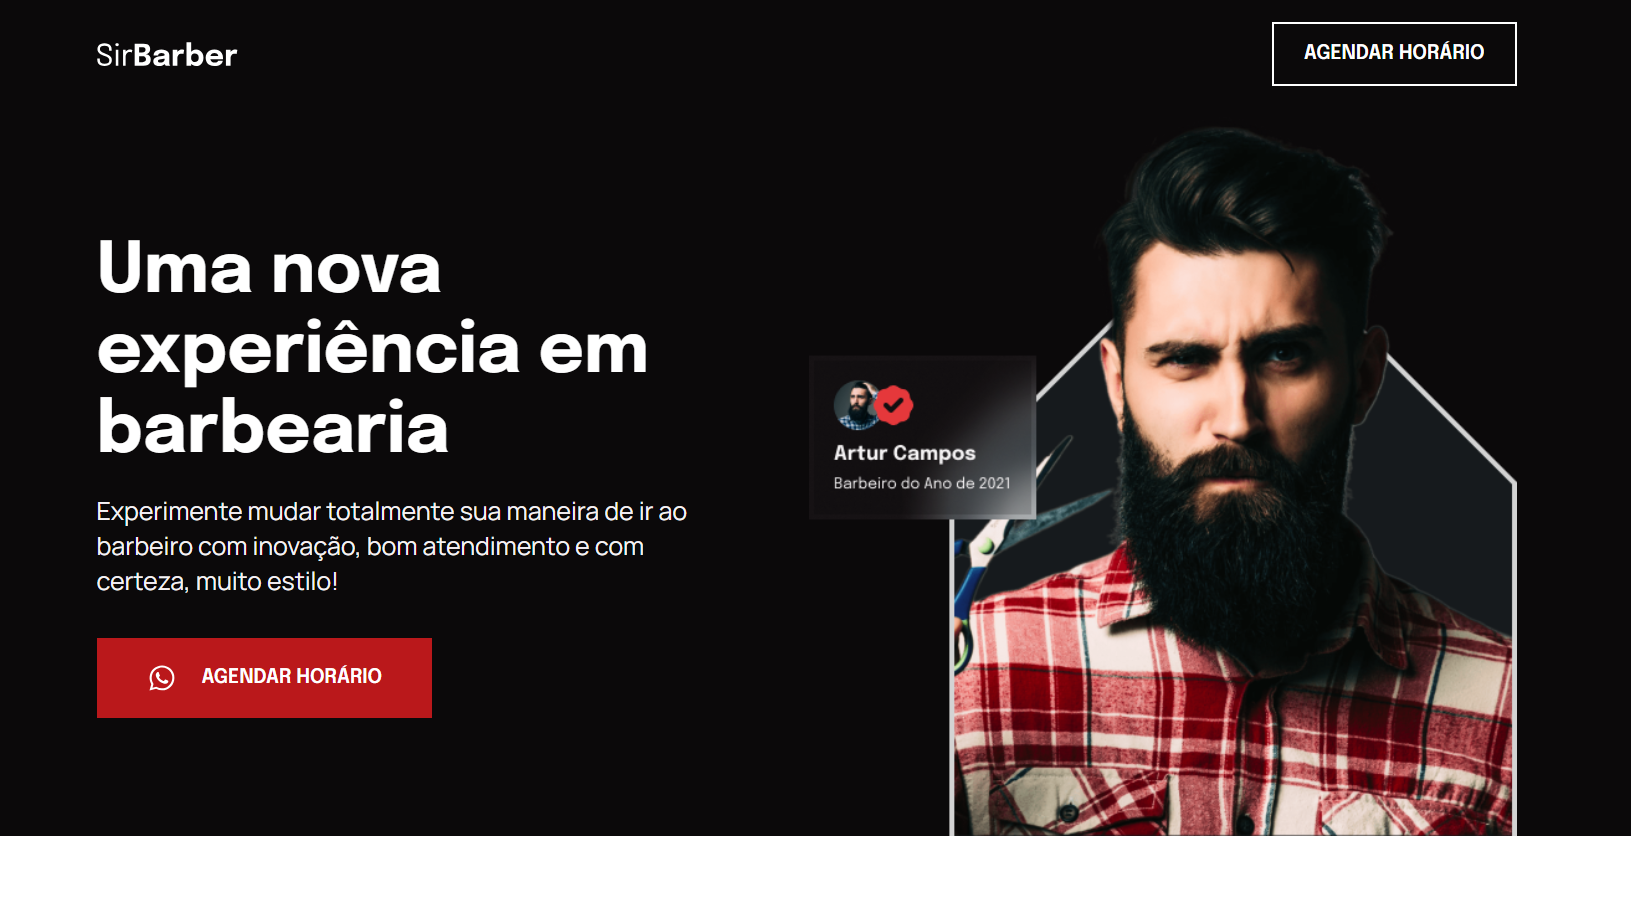 SirBarber
AGENDAR HORÁRIO
Uma nova
experiência em
barbearia
Experimente mudar totalmente sua maneira de ir ao
barbeiro com inovação, bom atendimento e com
certeza, muito estilo!
AGENDAR HORÁRIO
Artur Campos
Barbeiro do Ano de 2021